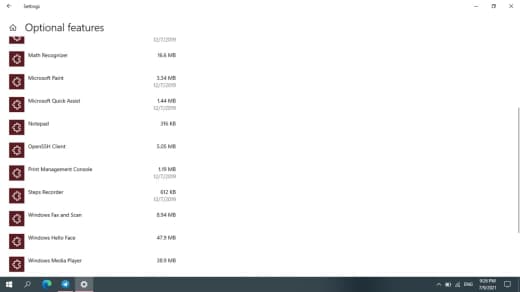 Settings
Optional features
12/7/2019
Math Recognizer
16.6 MB
Microsoft Paint
3.34 MB
12/7/2019
Microsoft Quick Assist
1.44 MB
12/7/2019
Notepad
316 KB
OpenSSH Client
5.05 MB
Print Management Console
1.19 MB
12/7/2019
Steps Recorder
612 KB
12/7/2019
Windows Fax and Scan
8.94 MB
Windows Hello Face
47.9 MB
Windows Media Player
38.9 MB
ENG
9:26 PM
7/9/2021